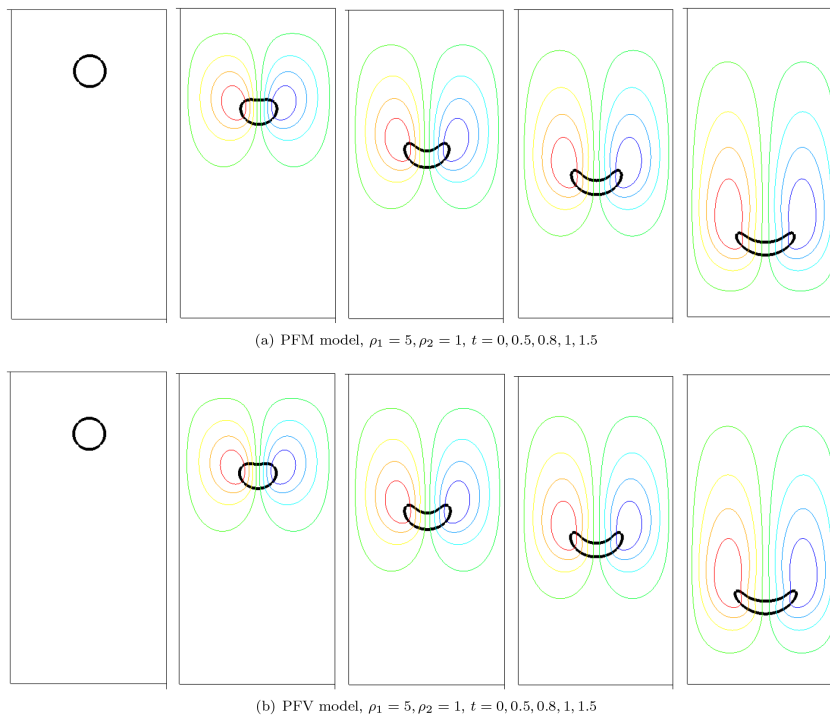 (a) PFM model, ρ₁ = 5, ρ₂ = 1, t = 0, 0.5, 0.8, 1, 1.5
(b) PFV model, ρ₁ = 5, ρ₂ = 1, t = 0, 0.5, 0.8, 1, 1.5